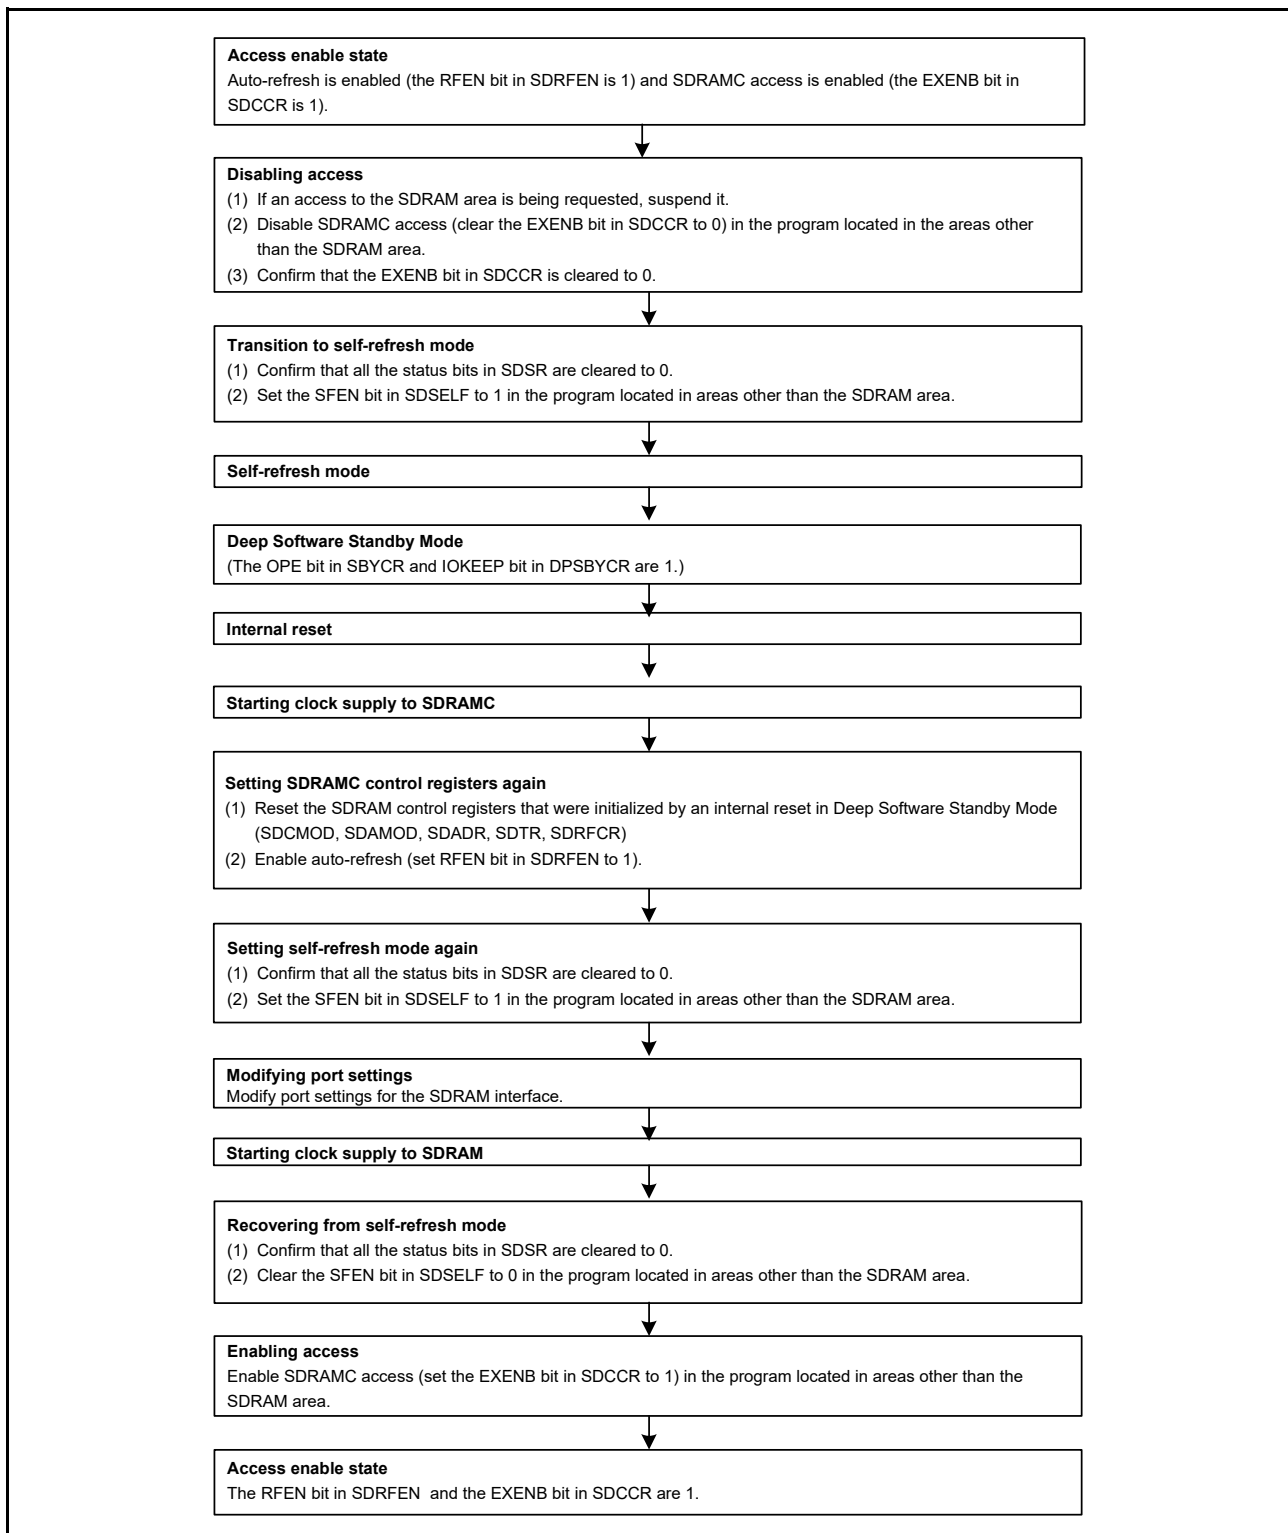 Access enable state
Auto-refresh is enabled (the RFEN bit in SDRFEN is 1) and SDRAMC access is enabled (the EXENB bit in
SDCCR is 1).
Disabling access
(1) If an access to the SDRAM area is being requested, suspend it.
(2) Disable SDRAMC access (clear the EXENB bit in SDCCR to 0) in the program located in the areas other
than the SDRAM area.
(3) Confirm that the EXENB bit in SDCCR is cleared to 0.
Transition to self-refresh mode
(1) Confirm that all the status bits in SDSR are cleared to 0.
(2) Set the SFEN bit in SDSELF to 1 in the program located in areas other than the SDRAM area.
Self-refresh mode
Deep Software Standby Mode
(The OPE bit in SBYCR and IOKEEP bit in DPSBYCR are 1.)
Internal reset
Starting clock supply to SDRAMC
Setting SDRAMC control registers again
(1) Reset the SDRAM control registers that were initialized by an internal reset in Deep Software Standby Mode
(SDCMOD, SDAMOD, SDADR, SDTR, SDRFCR)
(2) Enable auto-refresh (set RFEN bit in SDRFEN to 1).
Setting self-refresh mode again
(1) Confirm that all the status bits in SDSR are cleared to 0.
(2) Set the SFEN bit in SDSELF to 1 in the program located in areas other than the SDRAM area.
Modifying port settings
Modify port settings for the SDRAM interface.
Starting clock supply to SDRAM
Recovering from self-refresh mode
(1) Confirm that all the status bits in SDSR are cleared to 0.
(2) Clear the SFEN bit in SDSELF to 0 in the program located in areas other than the SDRAM area.
Enabling access
Enable SDRAMC access (set the EXENB bit in SDCCR to 1) in the program located in areas other than the
SDRAM area.
Access enable state
The RFEN bit in SDRFEN and the EXENB bit in SDCCR are 1.